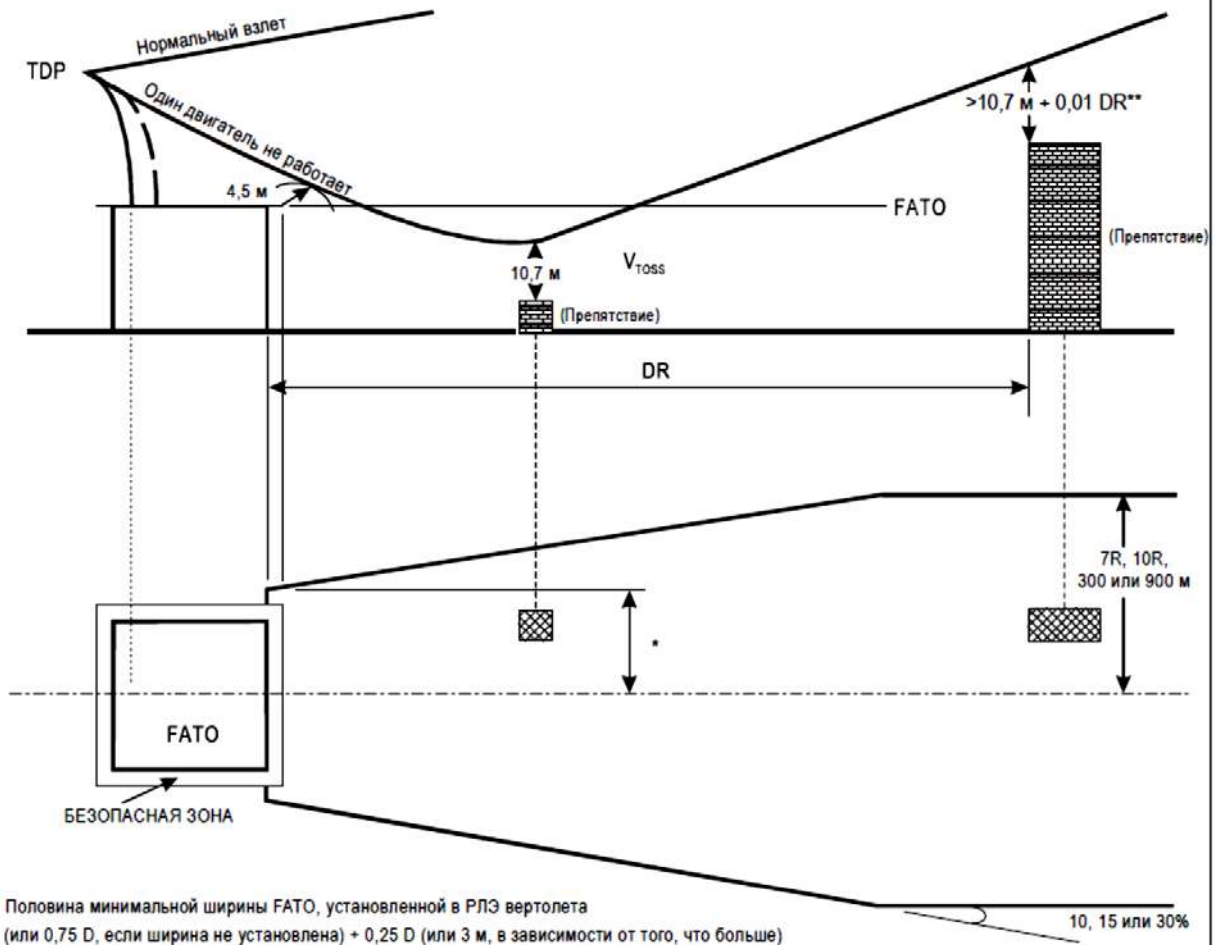 Нормальный взлет
TDP
Один двигатель не работает
>10,7 м + 0,01 DR**
4,5 м
FATO
(Препятствие)
10,7 м
V_TOSS
(Препятствие)
DR
7R, 10R,
300 или 900 м
*
FATO
БЕЗОПАСНАЯ ЗОНА
Половина минимальной ширины FATO, установленной в РЛЭ вертолета
10, 15 или 30%
(или 0,75 D, если ширина не установлена) + 0,25 D (или 3 м, в зависимости от того, что больше)